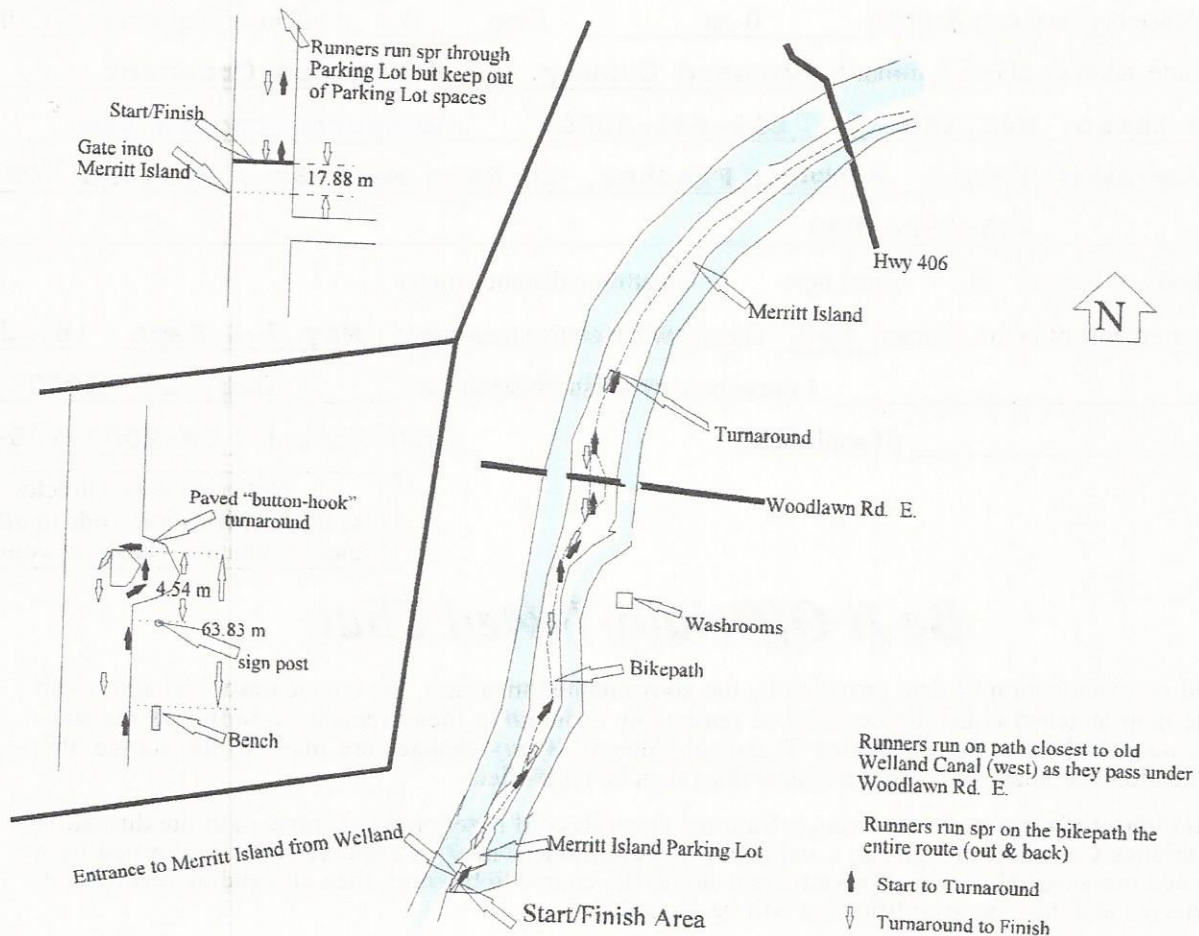 Runners run spr through
Parking Lot but keep out
of Parking Lot spaces
Start/Finish
Gate into
Merritt Island
17.88 m
Hwy 406
Merritt Island
N
Turnaround
Woodlawn Rd. E.
Paved “button-hook”
turnaround
4.54 m
63.83 m
sign post
Bench
Washrooms
Bikepath
Runners run on path closest to old
Welland Canal (west) as they pass under
Woodlawn Rd. E.
Runners run spr on the bikepath the
entire route (out & back)
Start to Turnaround
Turnaround to Finish
Entrance to Merritt Island from Welland
Merritt Island Parking Lot
Start/Finish Area